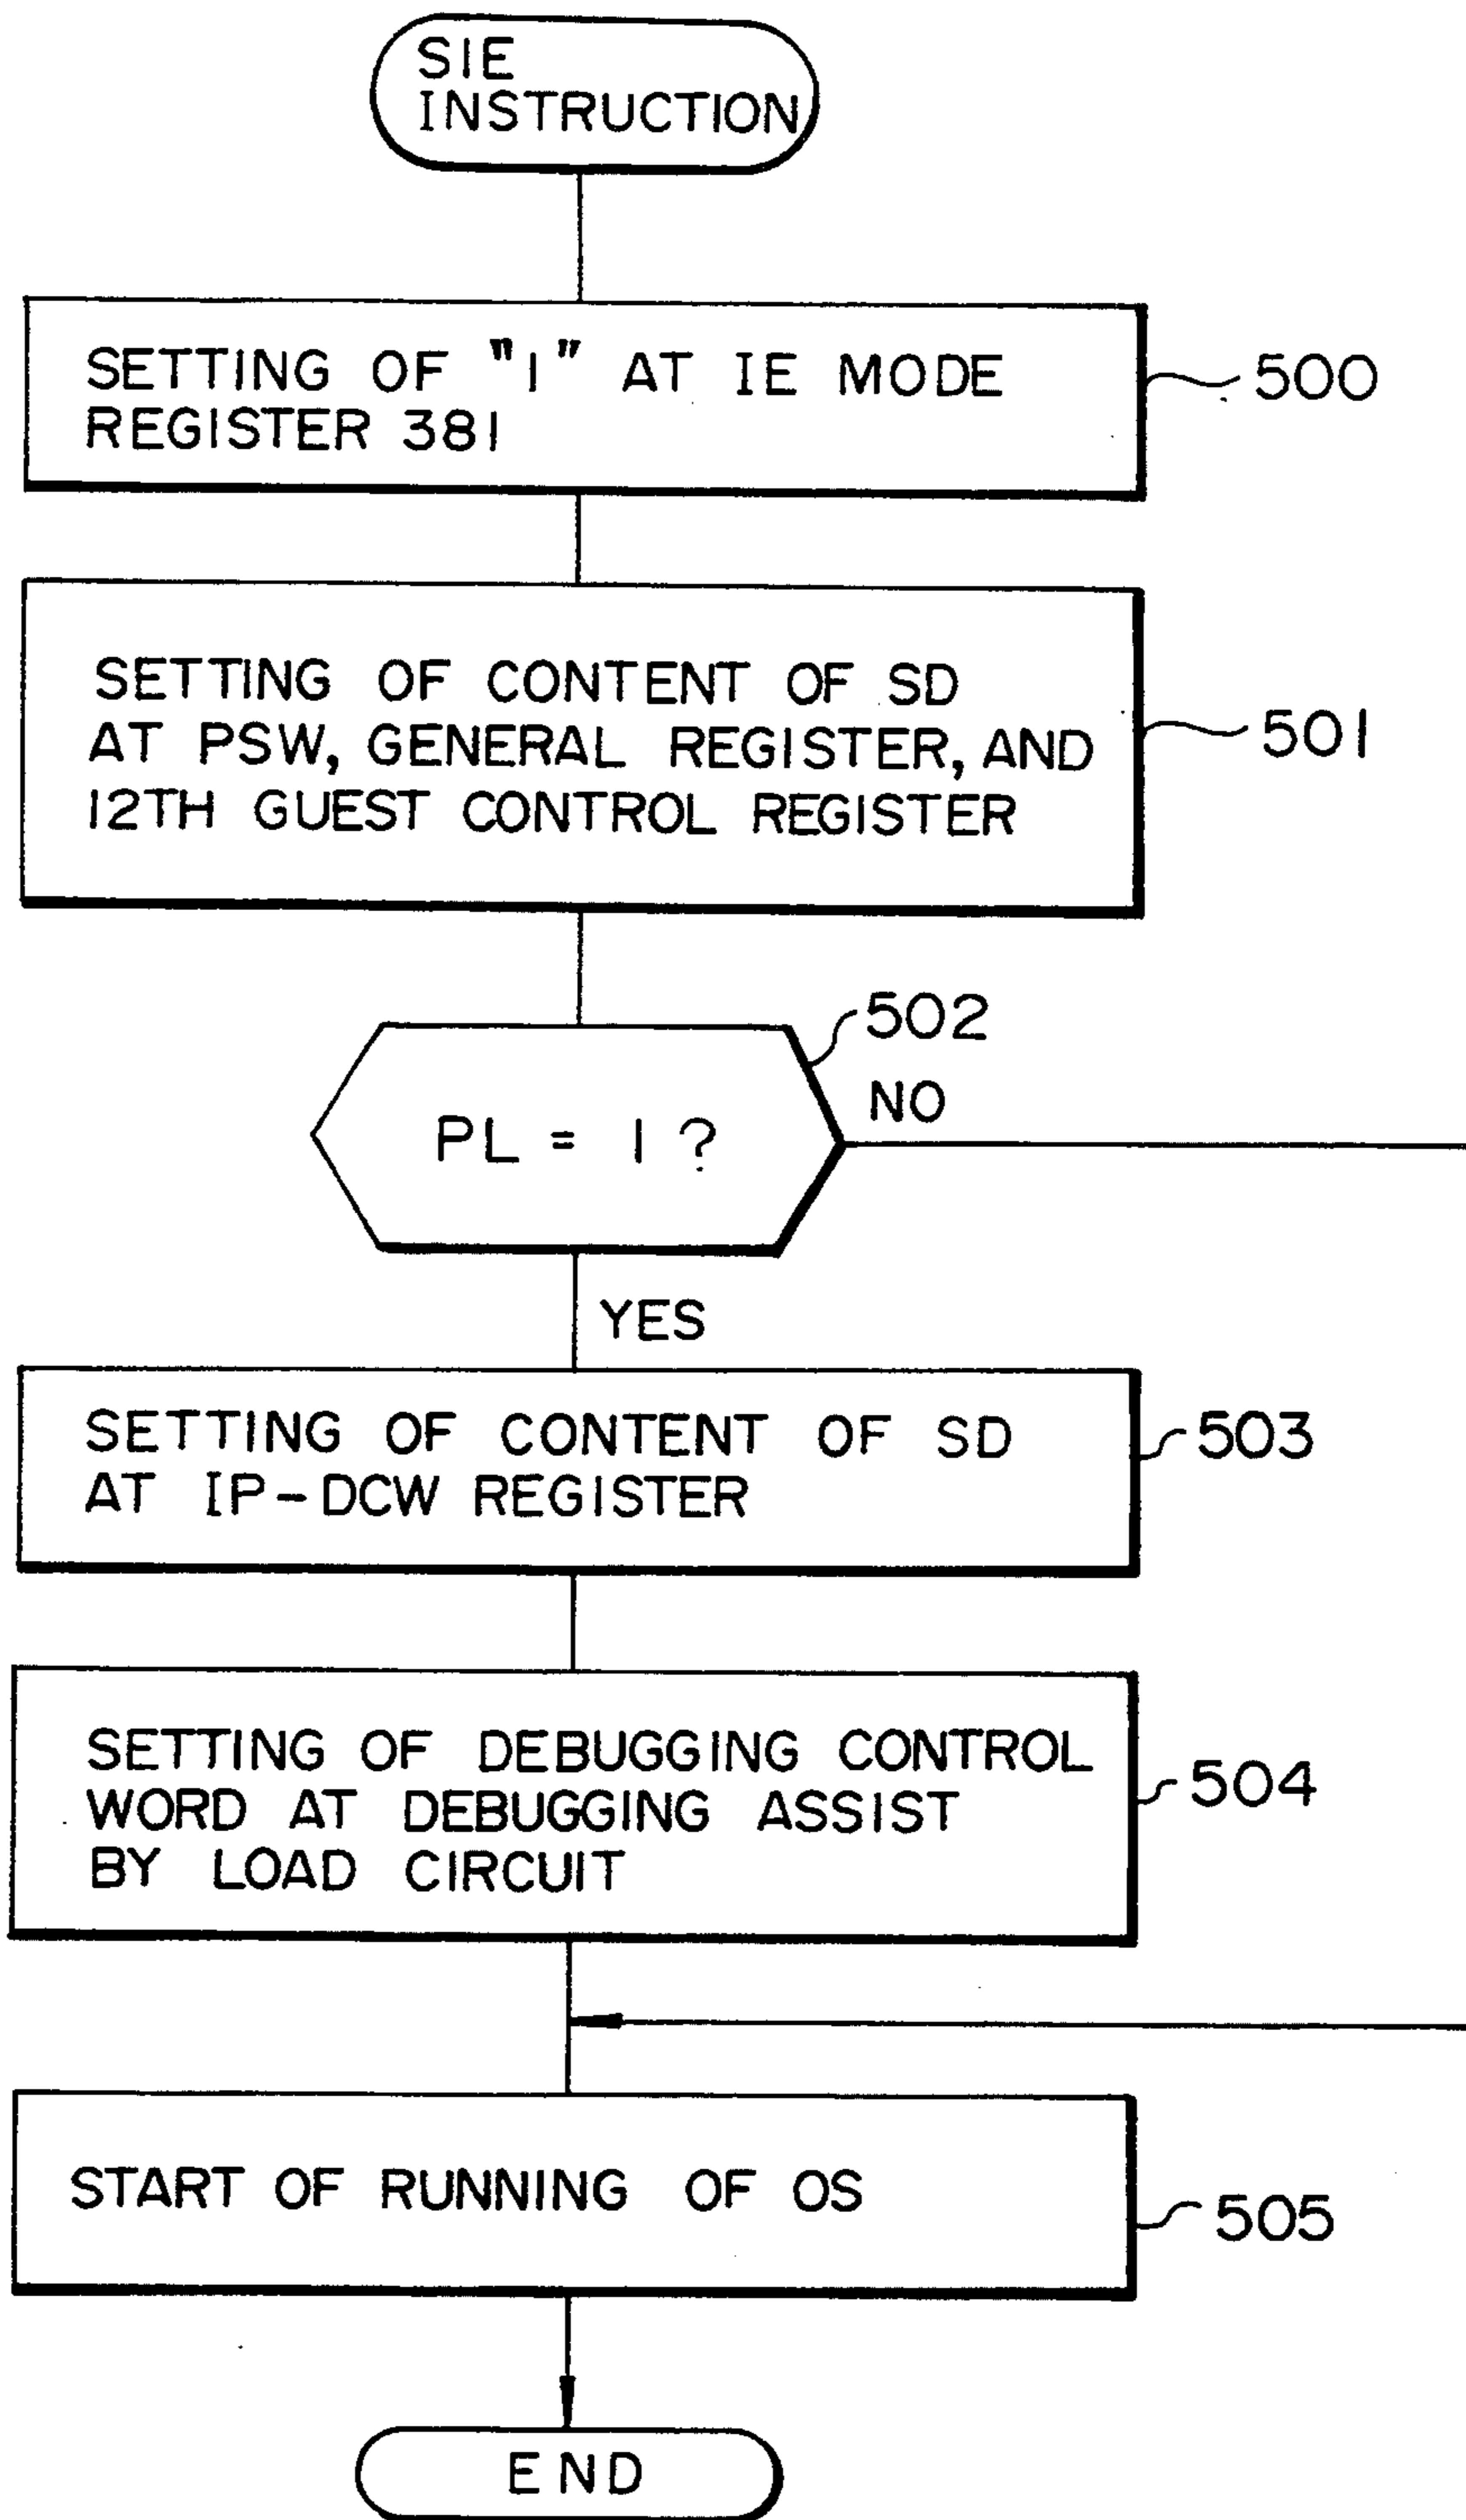 SIE
INSTRUCTION
SETTING OF "1" AT IE MODE
REGISTER 381
500
SETTING OF CONTENT OF SD
AT PSW, GENERAL REGISTER, AND
12TH GUEST CONTROL REGISTER
501
502
NO
PL = 1 ?
YES
SETTING OF CONTENT OF SD
AT IP-DCW REGISTER
503
SETTING OF DEBUGGING CONTROL
WORD AT DEBUGGING ASSIST
BY LOAD CIRCUIT
504
START OF RUNNING OF OS
505
END